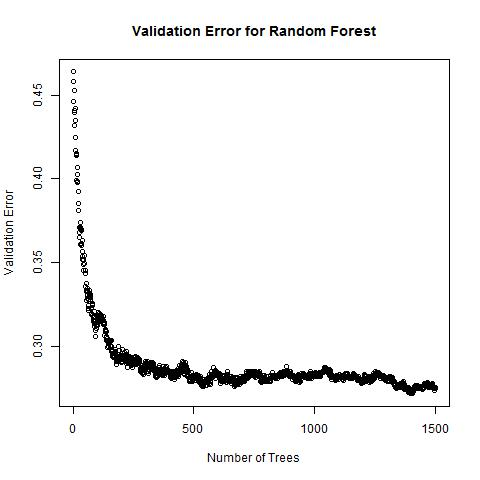 Validation Error for Random Forest
Validation Error
0.45
0.40
0.35
0.30
0
500
1000
1500
Number of Trees